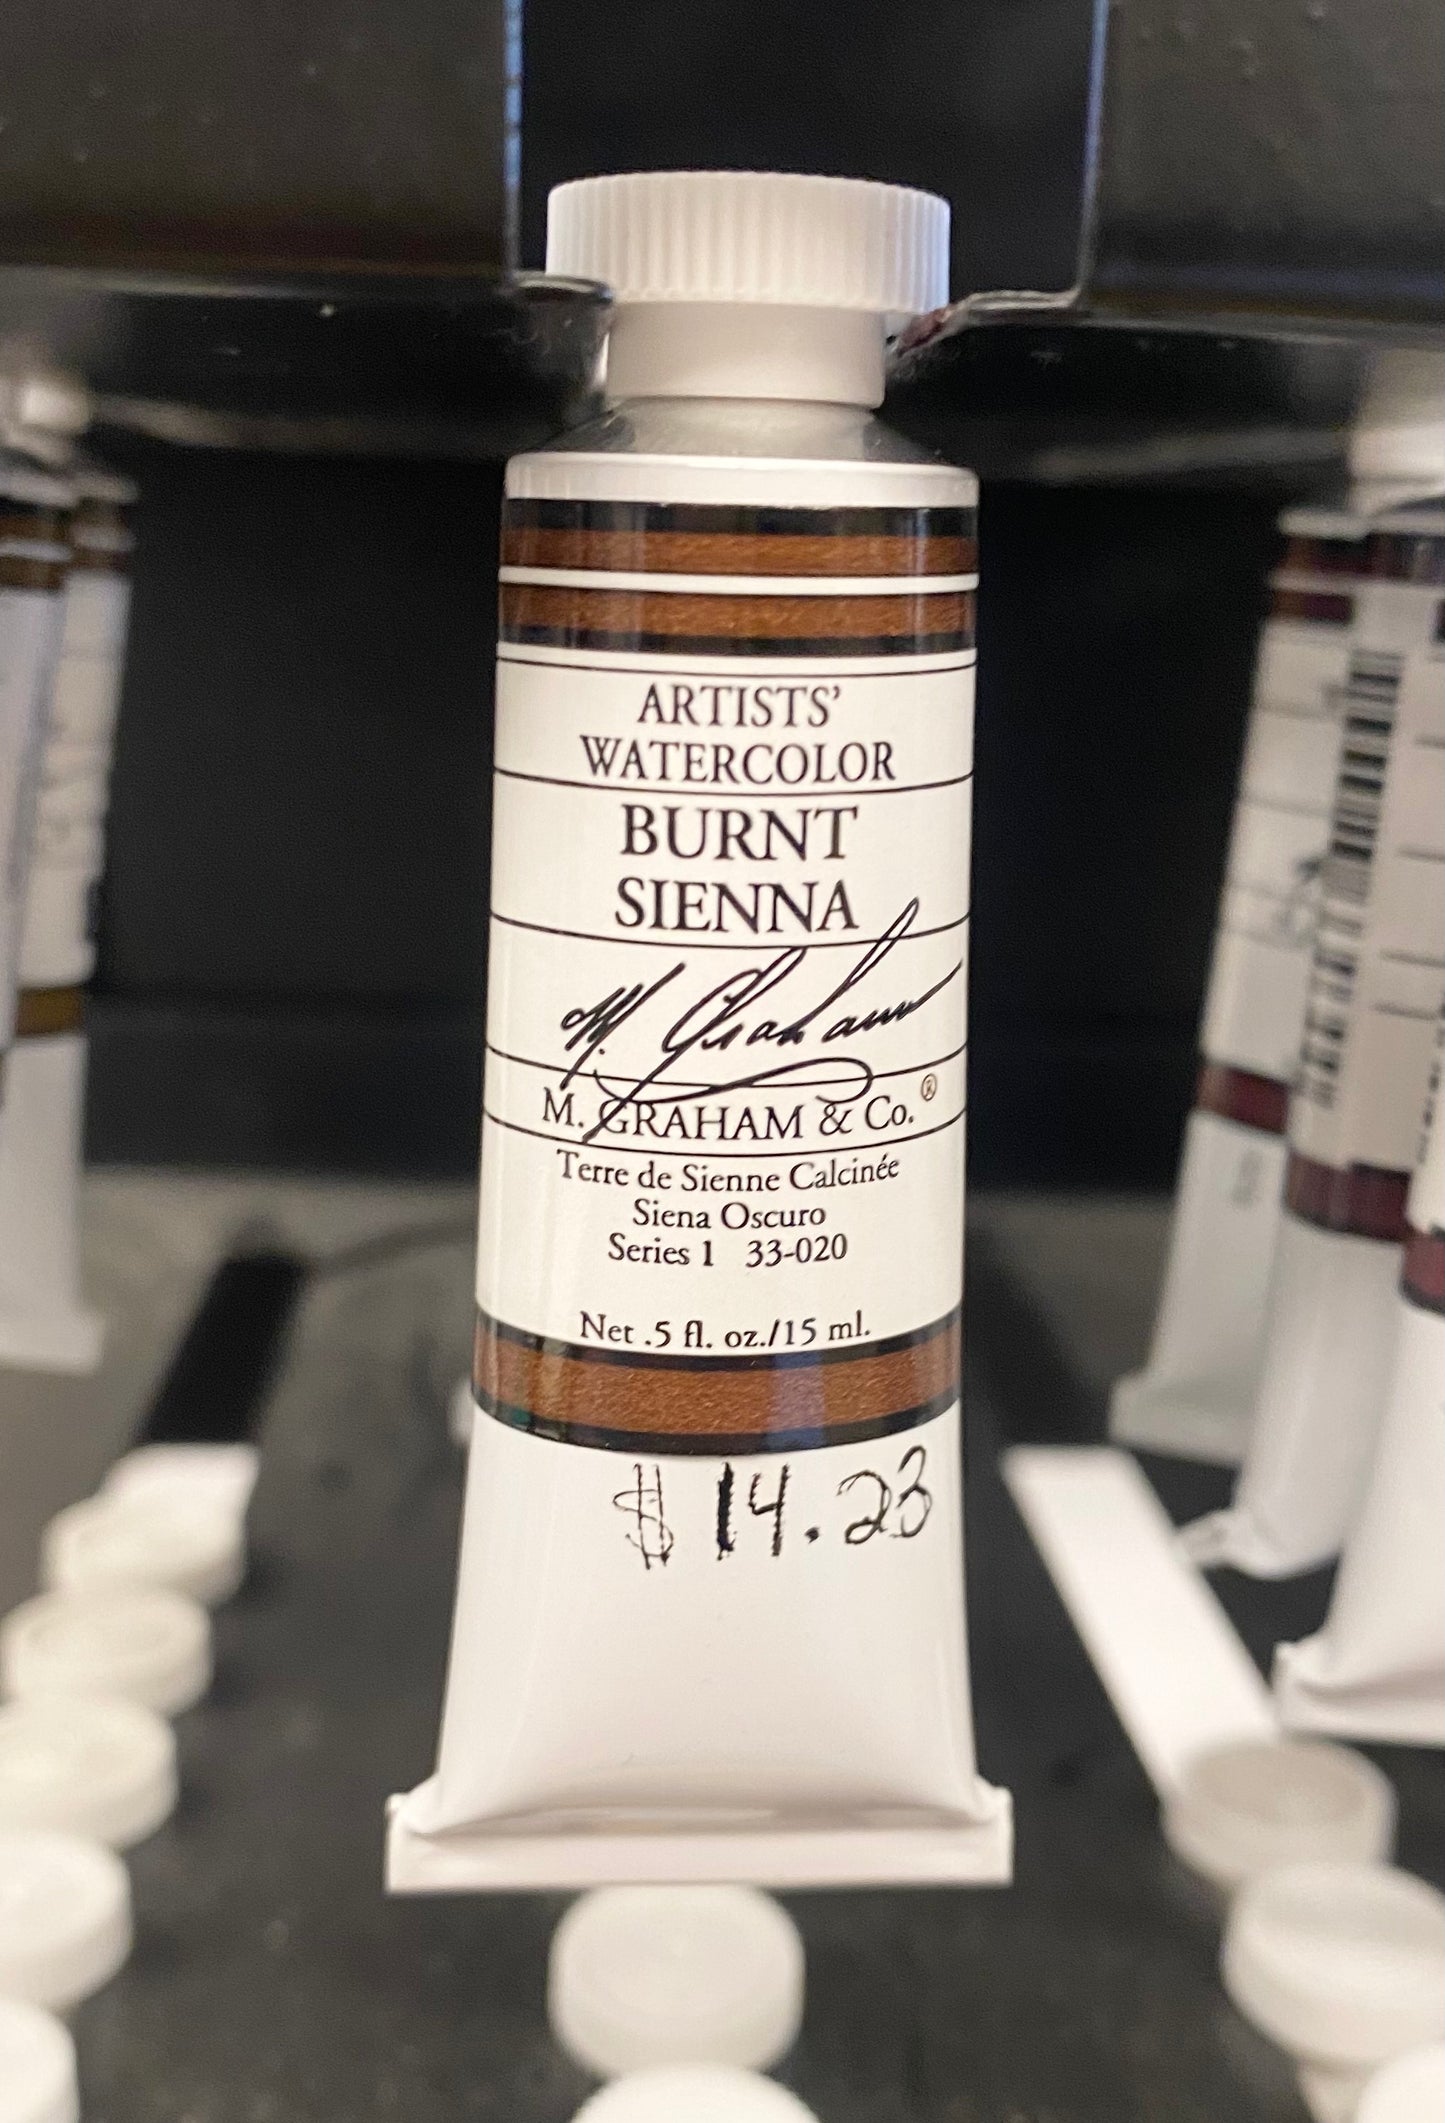 ARTISTS'
WATERCOLOR
BURNT
SIENNA
M. Graham
M. GRAHAM & Co.®
Terre de Sienne Calcinée
Siena Oscuro
Series 1 33-020
Net .5 fl. oz./15 ml.
$14.23